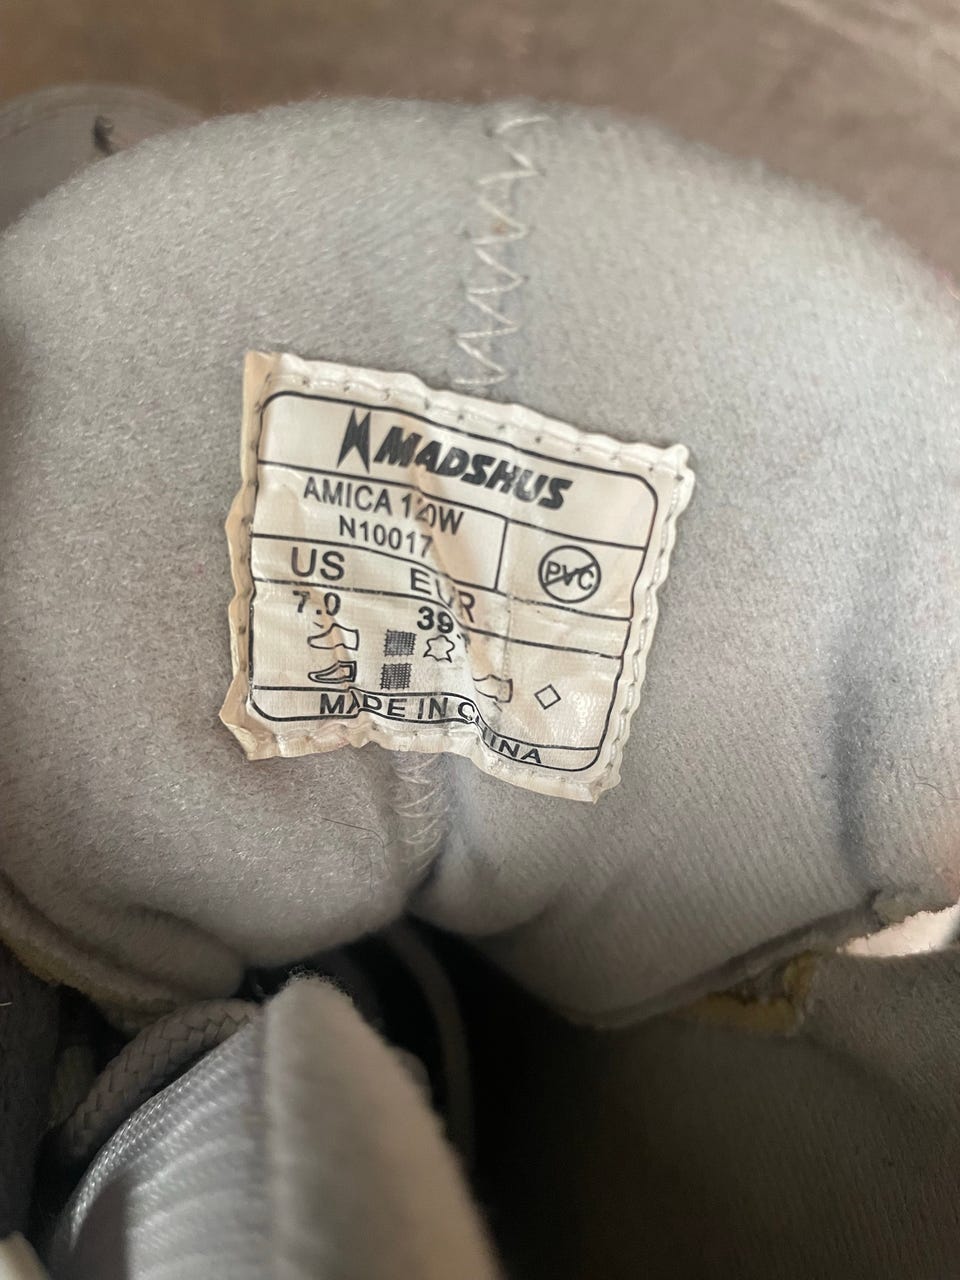 MADSHUS
AMICA 120W
N10017
PVC
US EUR
7.0 39
MADE IN CHINA